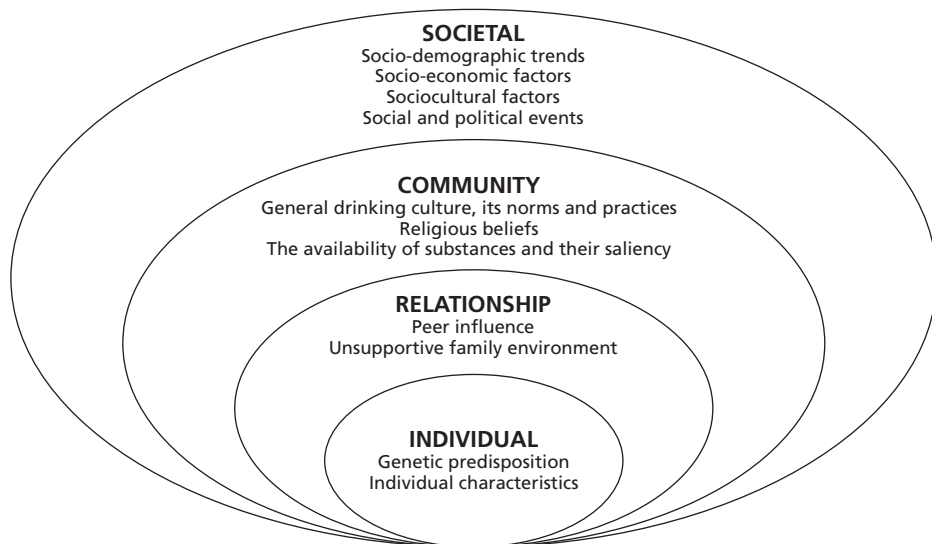 SOCIETAL
Socio-demographic trends
Socio-economic factors
Sociocultural factors
Social and political events
COMMUNITY
General drinking culture, its norms and practices
Religious beliefs
The availability of substances and their saliency
RELATIONSHIP
Peer influence
Unsupportive family environment
INDIVIDUAL
Genetic predisposition
Individual characteristics